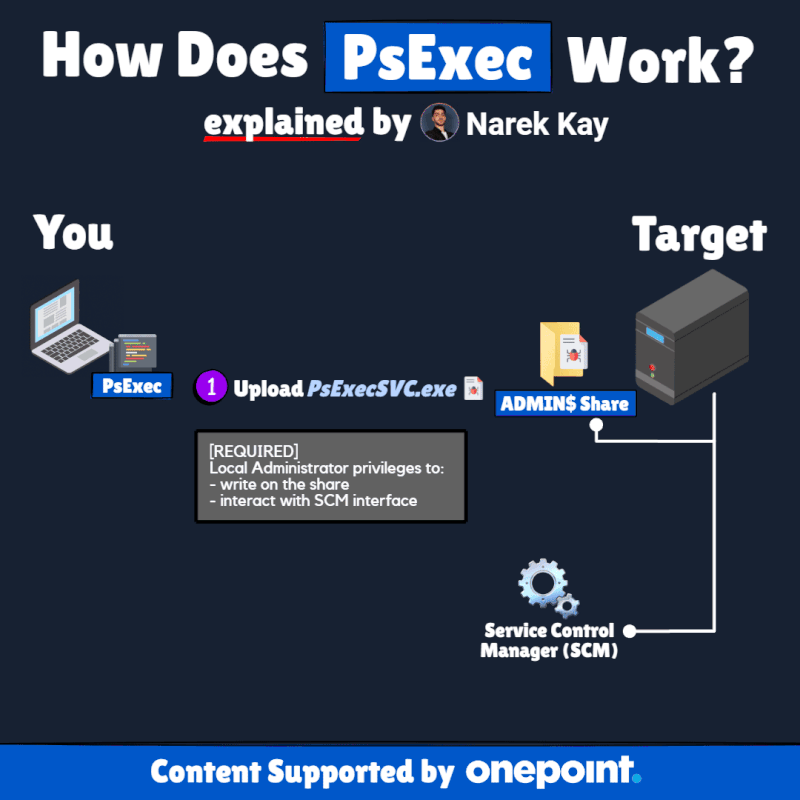 How Does PsExec Work?
explained by Narek Kay
You
Target
PsExec
1 Upload PsExecSVC.exe
ADMIN$ Share
[REQUIRED]
Local Administrator privileges to:
- write on the share
- interact with SCM interface
Service Control
Manager (SCM)
Content Supported by onepoint.